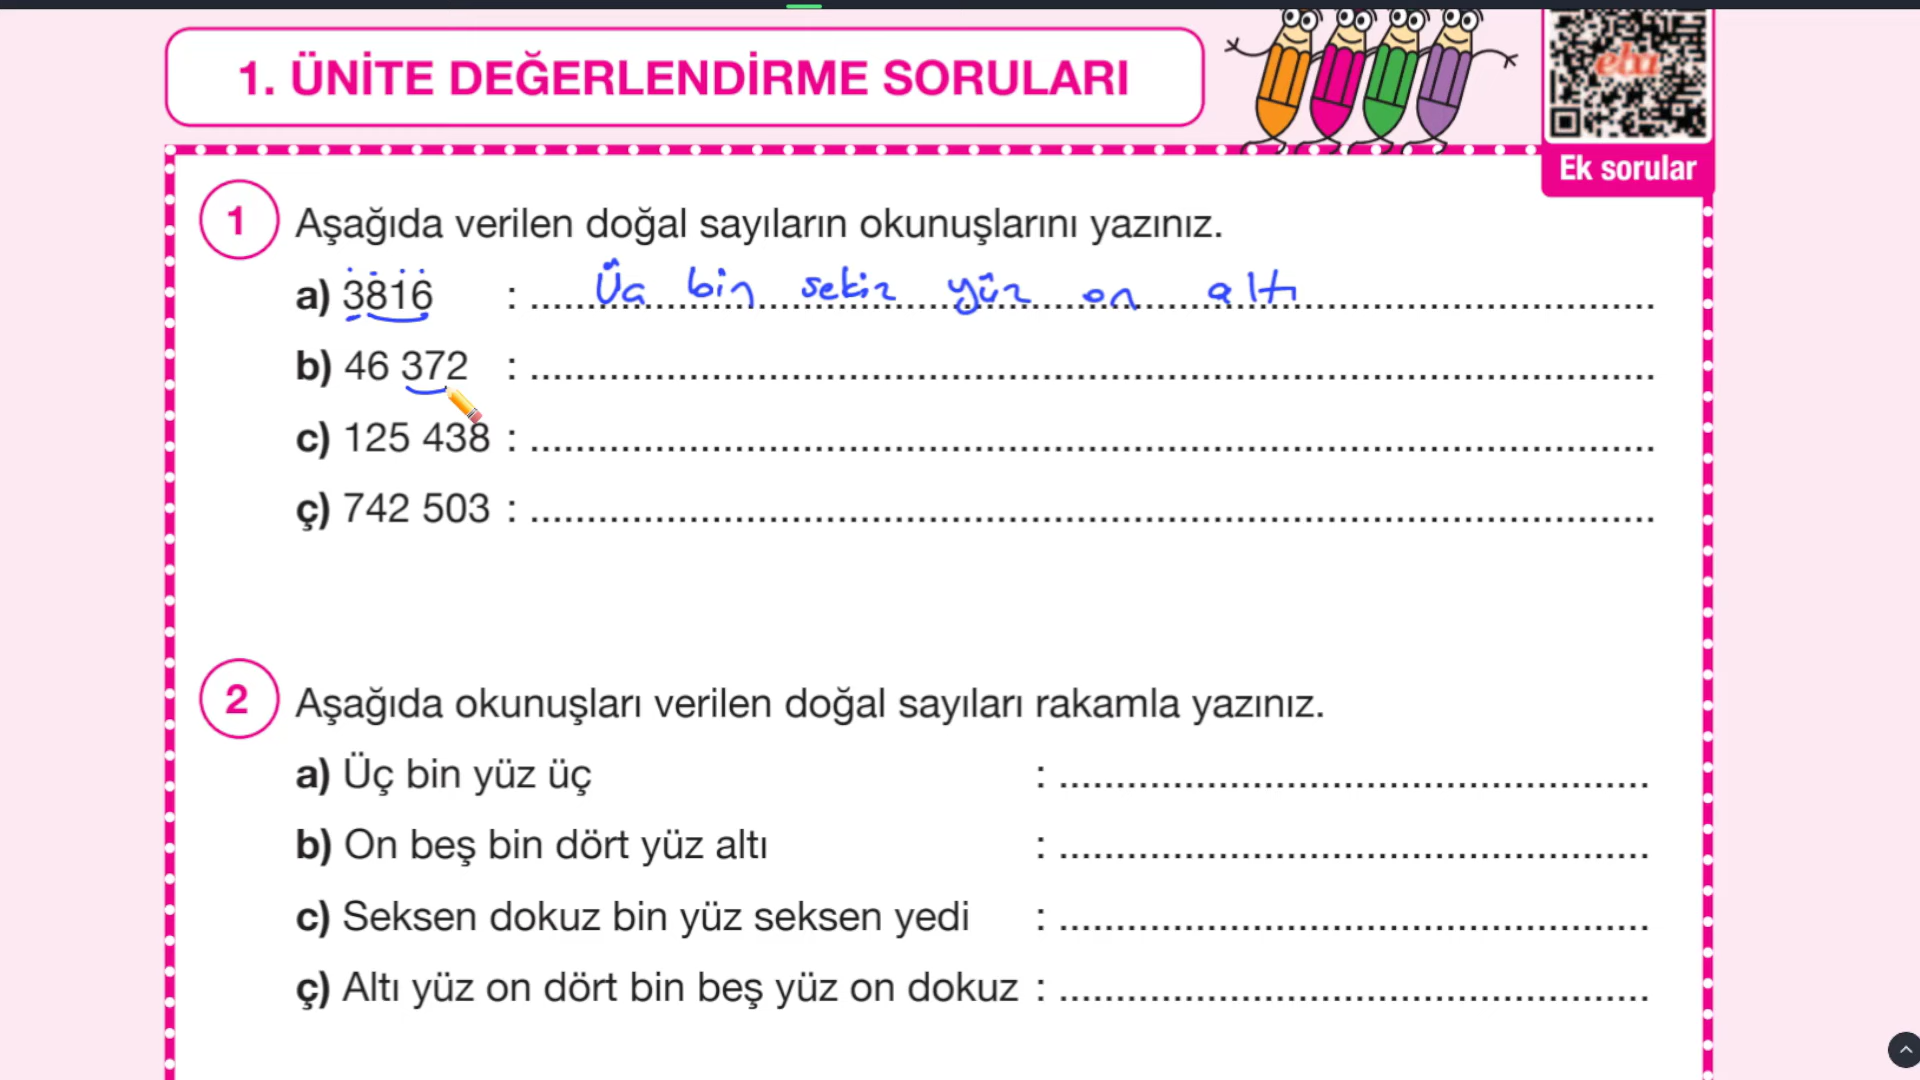 1. ÜNİTE DEĞERLENDİRME SORULARI
etu
Ek sorular
1 Aşağıda verilen doğal sayıların okunuşlarını yazınız.
a) 3816 : Üç bin sekiz yüz on altı
b) 46 372 :
c) 125 438 :
ç) 742 503 :
2 Aşağıda okunuşları verilen doğal sayıları rakamla yazınız.
a) Üç bin yüz üç :
b) On beş bin dört yüz altı :
c) Seksen dokuz bin yüz seksen yedi :
ç) Altı yüz on dört bin beş yüz on dokuz :